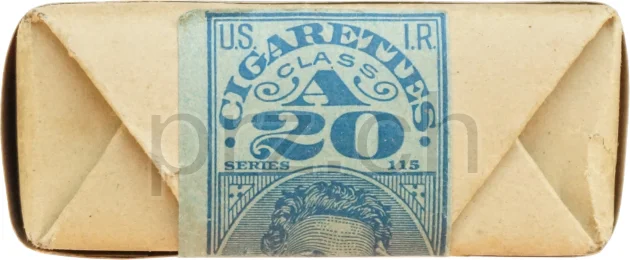 U.S. I.R.
CIGARETTES
CLASS
A
20
SERIES 115